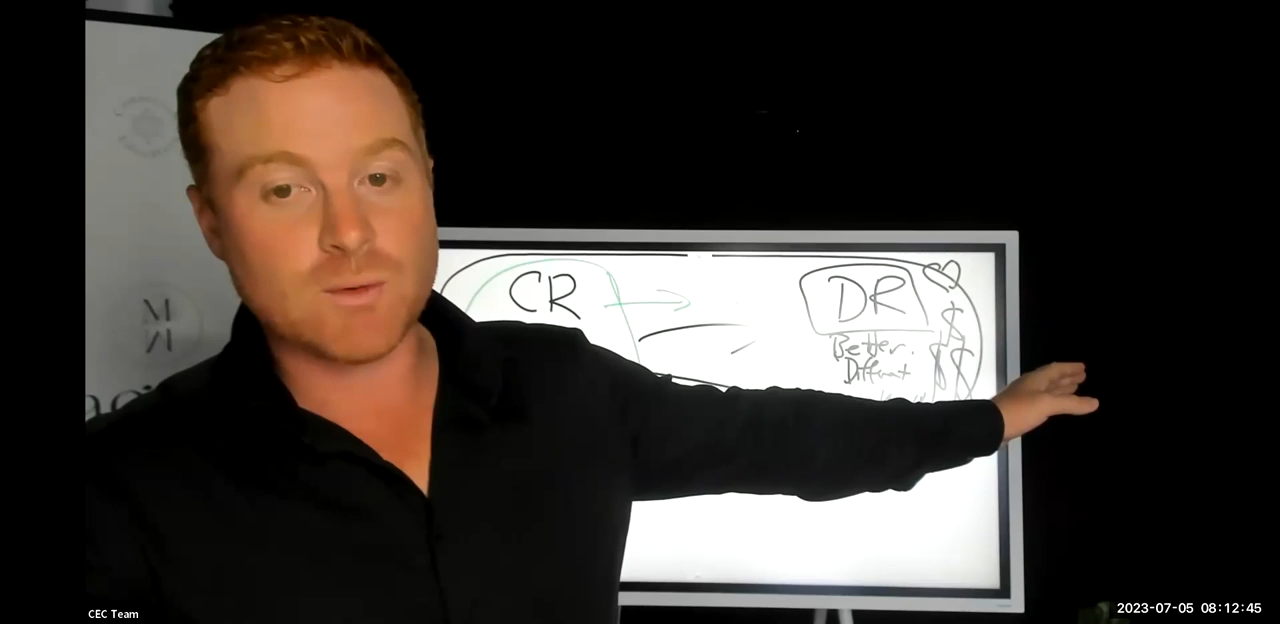 CR
DR
$
Better.
Different
$$
M
CEC Team
2023-07-05 08:12:45